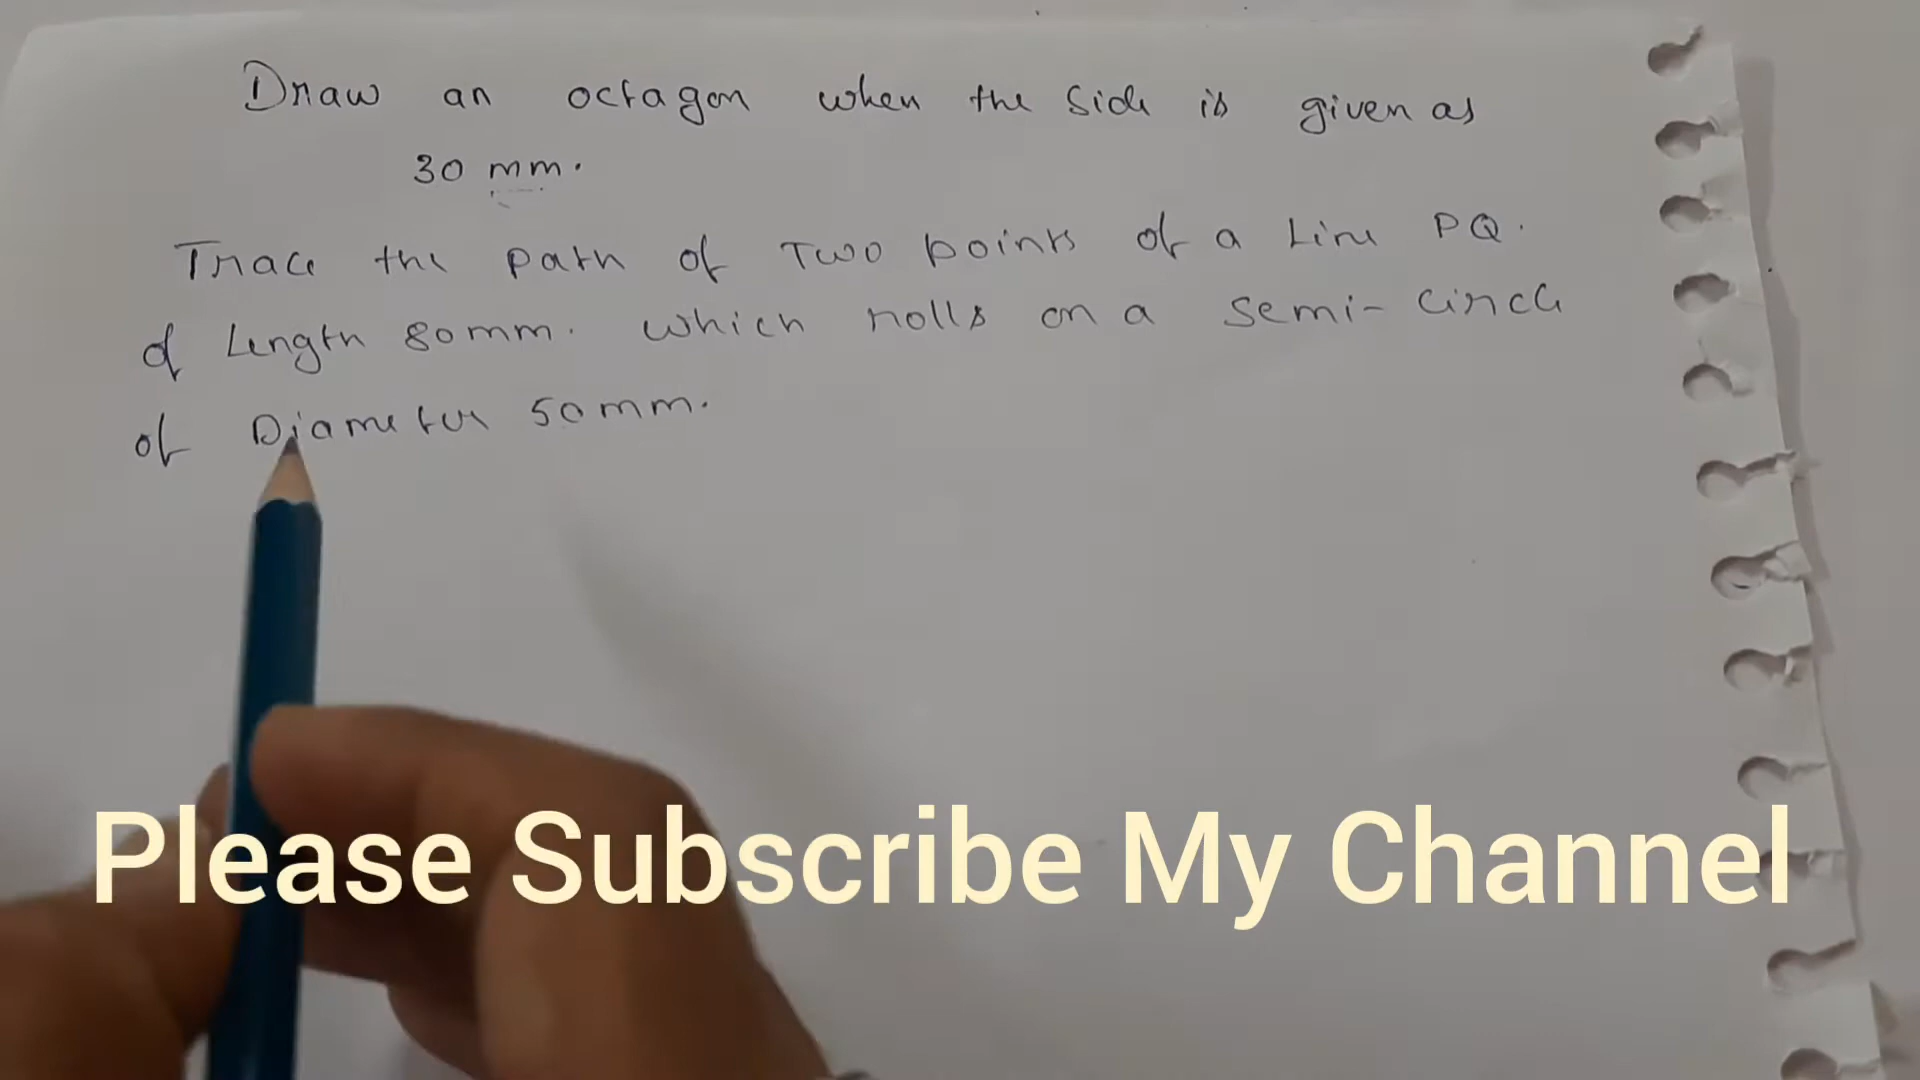 Draw an octagon when the side is given as
30 mm.
Trace the path of Two points of a Line PQ.
of Length 80mm. which rolls on a semi-circle
of Diameter 50mm.
Please Subscribe My Channel